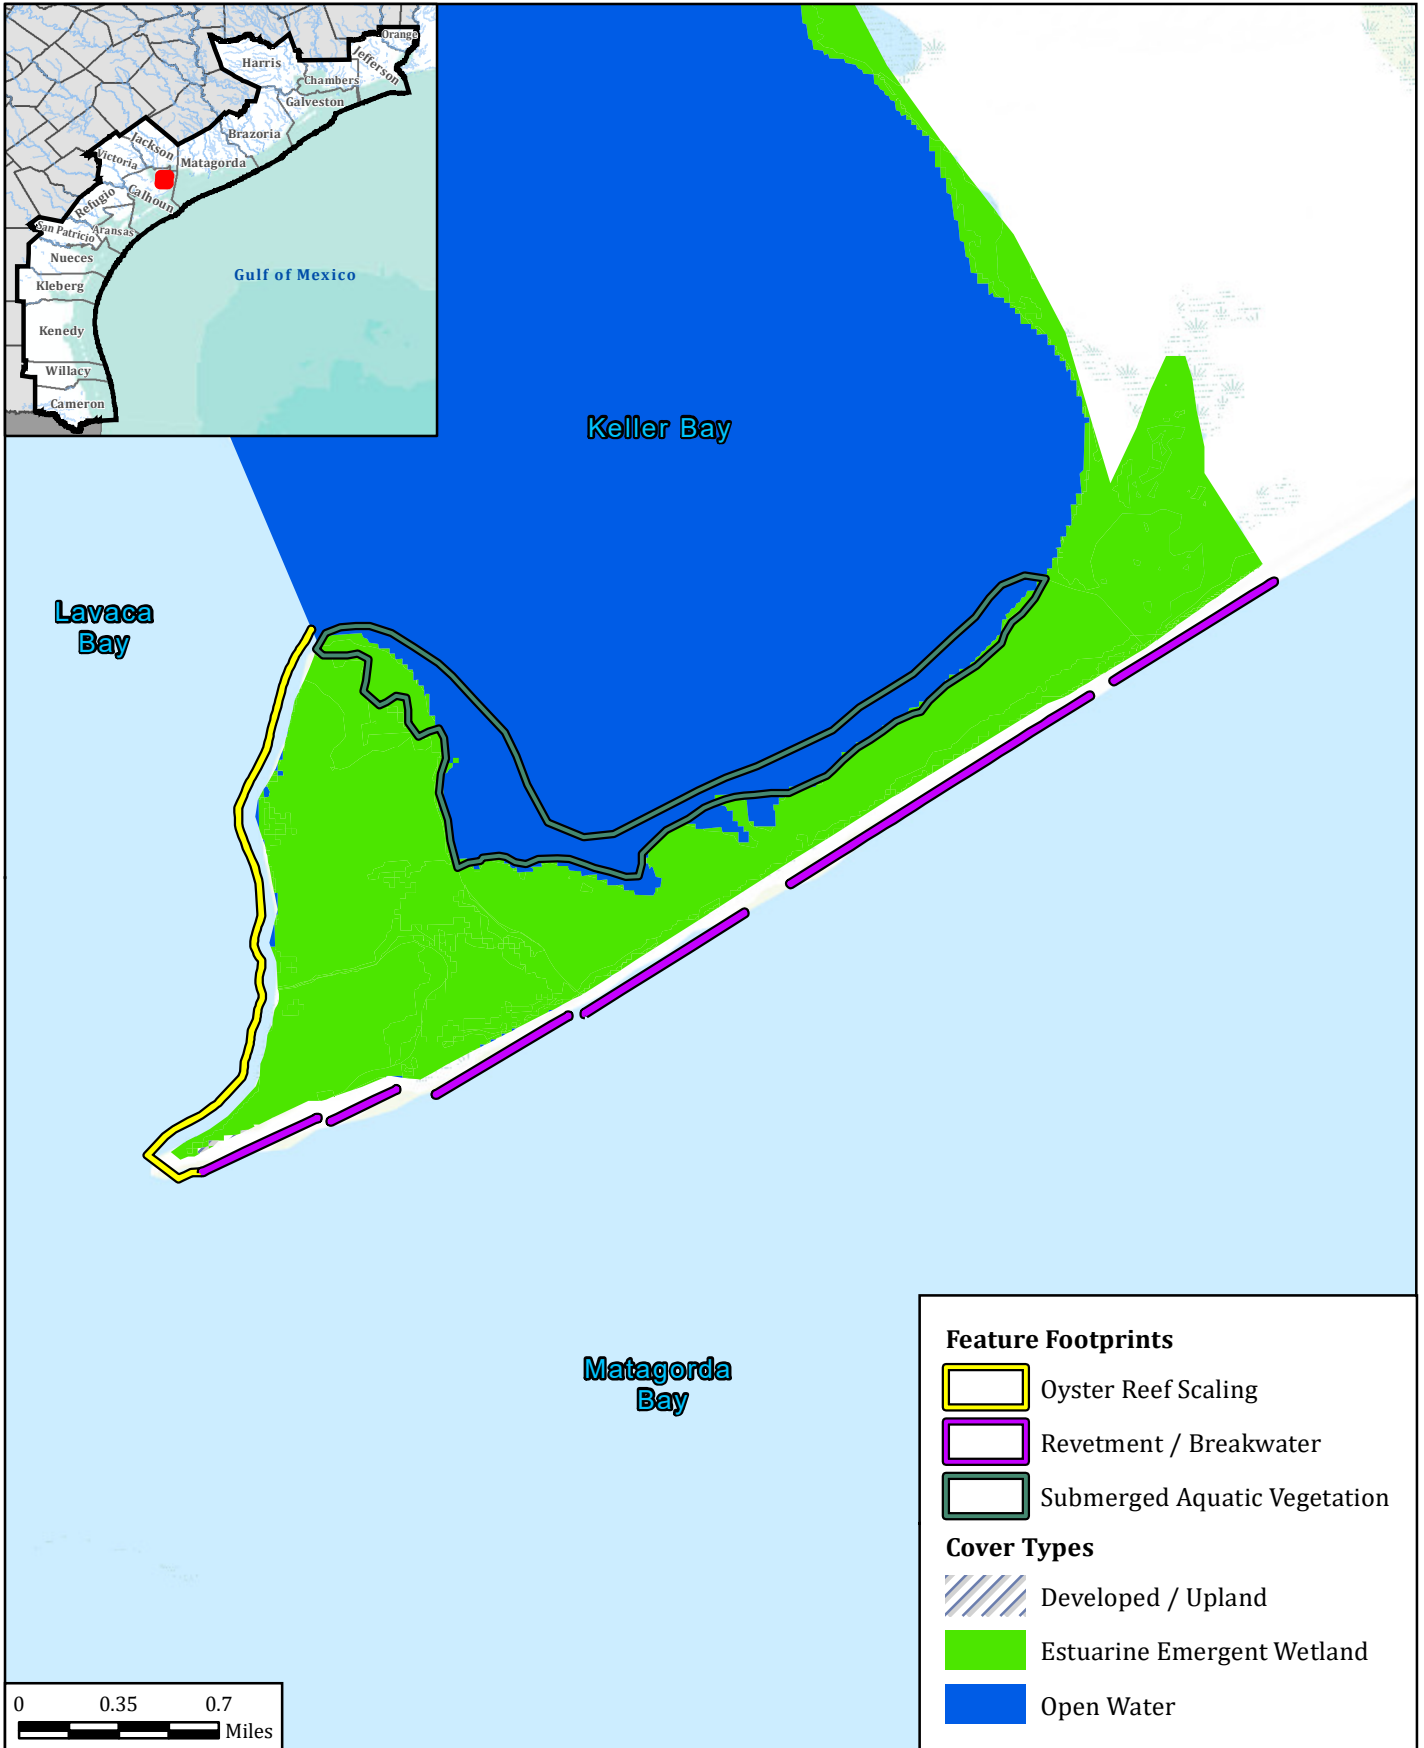 Orange
Harris
Jefferson
Chambers
Galveston
Brazoria
Jackson
Victoria
Matagorda
Calhoun
Refugio
San Patricio
Aransas
Nueces
Gulf of Mexico
Kleberg
Kenedy
Willacy
Cameron
Keller Bay
Lavaca
Bay
Matagorda
Bay
Feature Footprints
Oyster Reef Scaling
Revetment / Breakwater
Submerged Aquatic Vegetation
Cover Types
Developed / Upland
Estuarine Emergent Wetland
Open Water
0 0.35 0.7
Miles